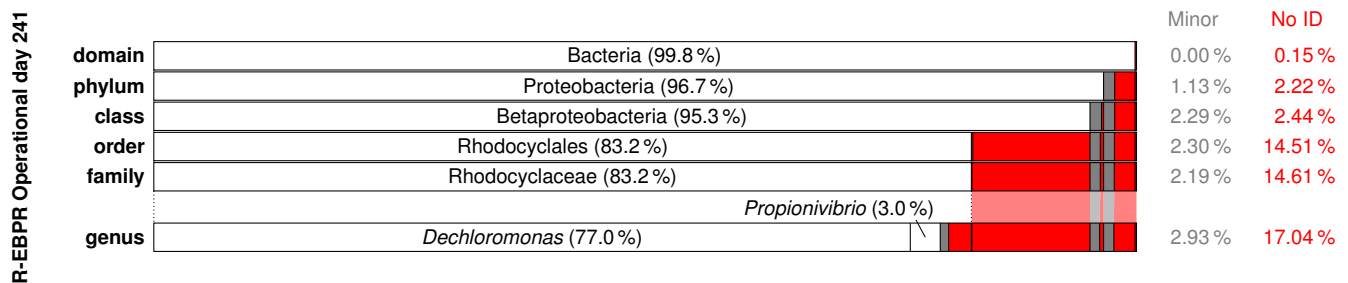 R-EBPR Operational day 241
Minor No ID
domain Bacteria (99.8 %) 0.00 % 0.15 %
phylum Proteobacteria (96.7 %) 1.13 % 2.22 %
class Betaproteobacteria (95.3 %) 2.29 % 2.44 %
order Rhodocyclales (83.2 %) 2.30 % 14.51 %
family Rhodocyclaceae (83.2 %) 2.19 % 14.61 %
Propionivibrio (3.0 %)
genus Dechloromonas (77.0 %) 2.93 % 17.04 %